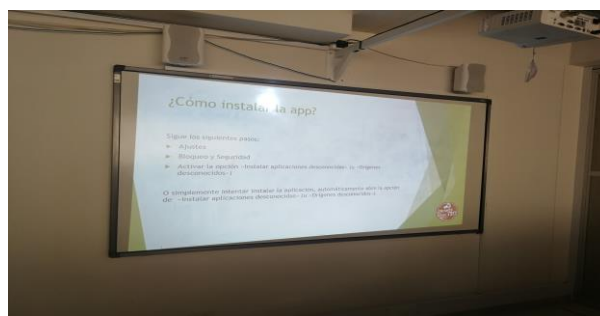 ¿Cómo instalar la app?
Sigue los siguientes pasos:
Ajustes
Bloqueo y Seguridad
Activar la opción «Instalar aplicaciones desconocidas» (u «Orígenes
desconocidos»)
O simplemente intentar instalar la aplicación, automáticamente abre la opción
de: «Instalar aplicaciones desconocidas» (u «Orígenes desconocidos»)